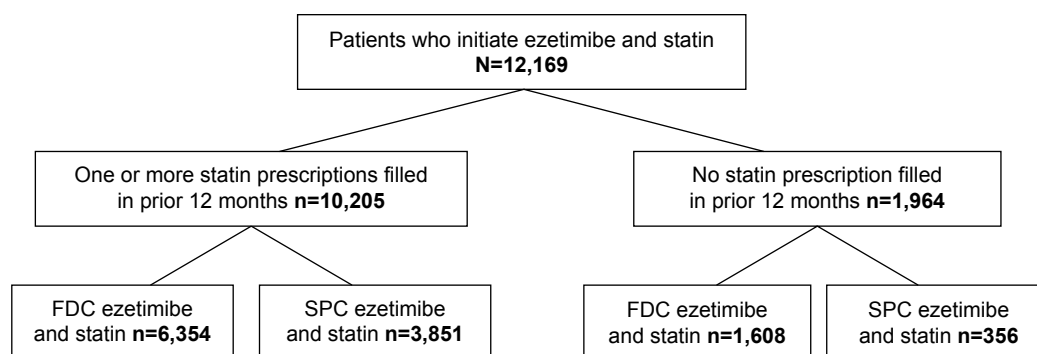 Patients who initiate ezetimibe and statin
N=12,169
One or more statin prescriptions filled
in prior 12 months n=10,205
No statin prescription filled
in prior 12 months n=1,964
FDC ezetimibe
and statin n=6,354
SPC ezetimibe
and statin n=3,851
FDC ezetimibe
and statin n=1,608
SPC ezetimibe
and statin n=356